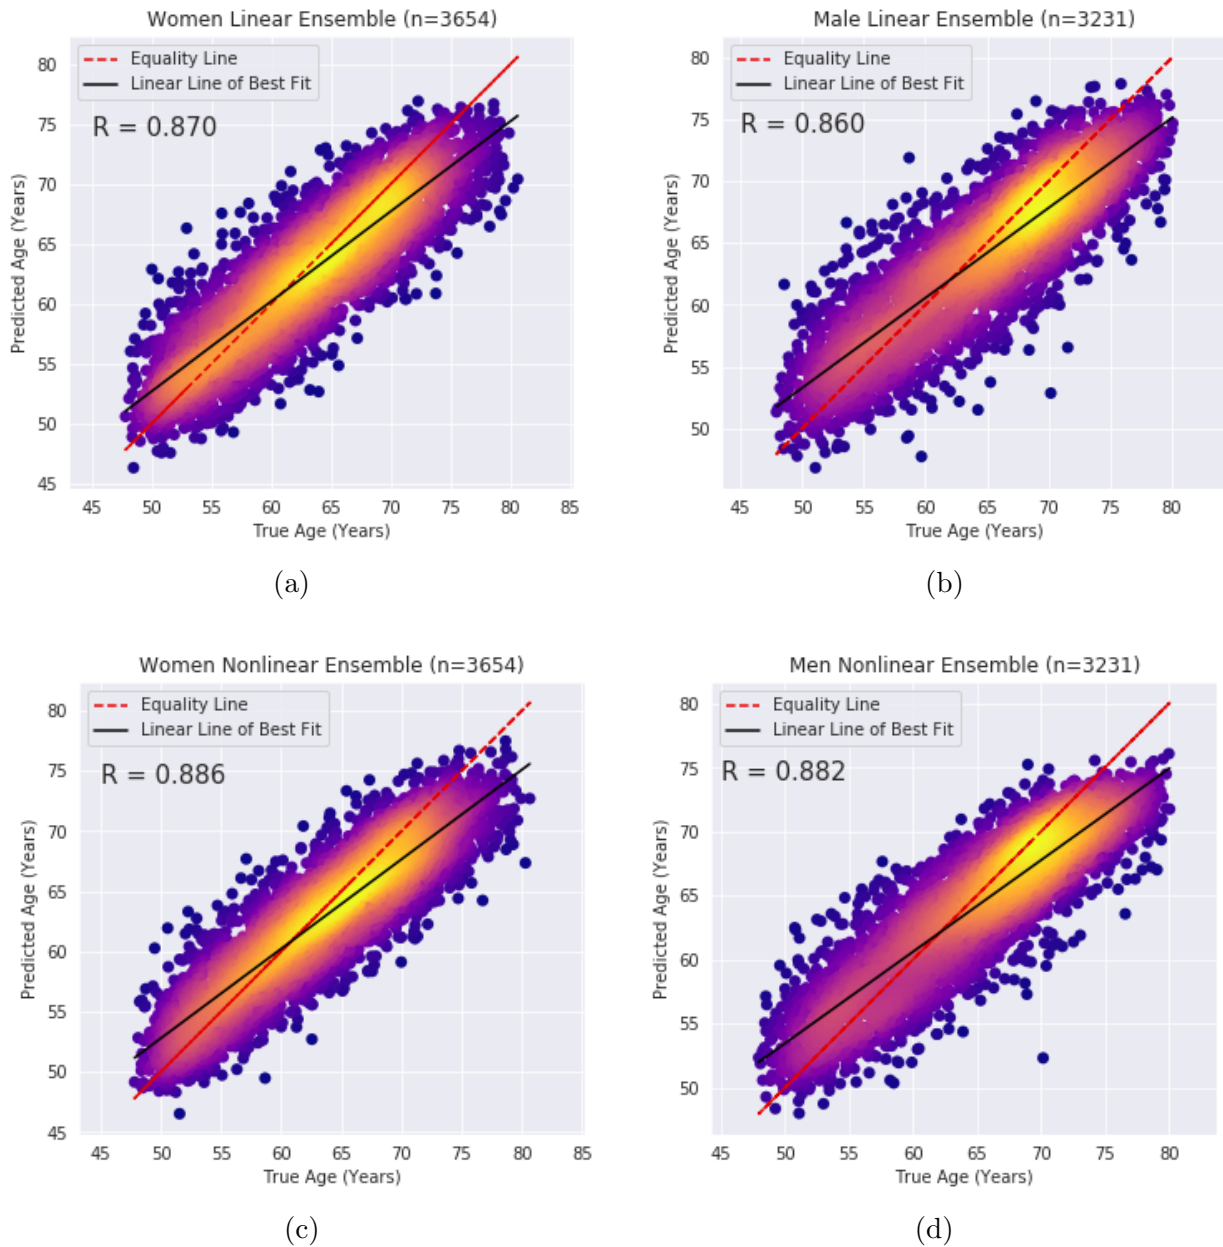 Women Linear Ensemble (n=3654)
Equality Line
Linear Line of Best Fit
R = 0.870
80
75
70
65
60
55
50
45
Predicted Age (Years)
45 50 55 60 65 70 75 80 85
True Age (Years)
(a)
Male Linear Ensemble (n=3231)
Equality Line
Linear Line of Best Fit
R = 0.860
80
75
70
65
60
55
50
Predicted Age (Years)
45 50 55 60 65 70 75 80
True Age (Years)
(b)
Women Nonlinear Ensemble (n=3654)
Equality Line
Linear Line of Best Fit
R = 0.886
80
75
70
65
60
55
50
45
Predicted Age (Years)
45 50 55 60 65 70 75 80 85
True Age (Years)
(c)
Men Nonlinear Ensemble (n=3231)
Equality Line
Linear Line of Best Fit
R = 0.882
80
75
70
65
60
55
50
Predicted Age (Years)
45 50 55 60 65 70 75 80
True Age (Years)
(d)